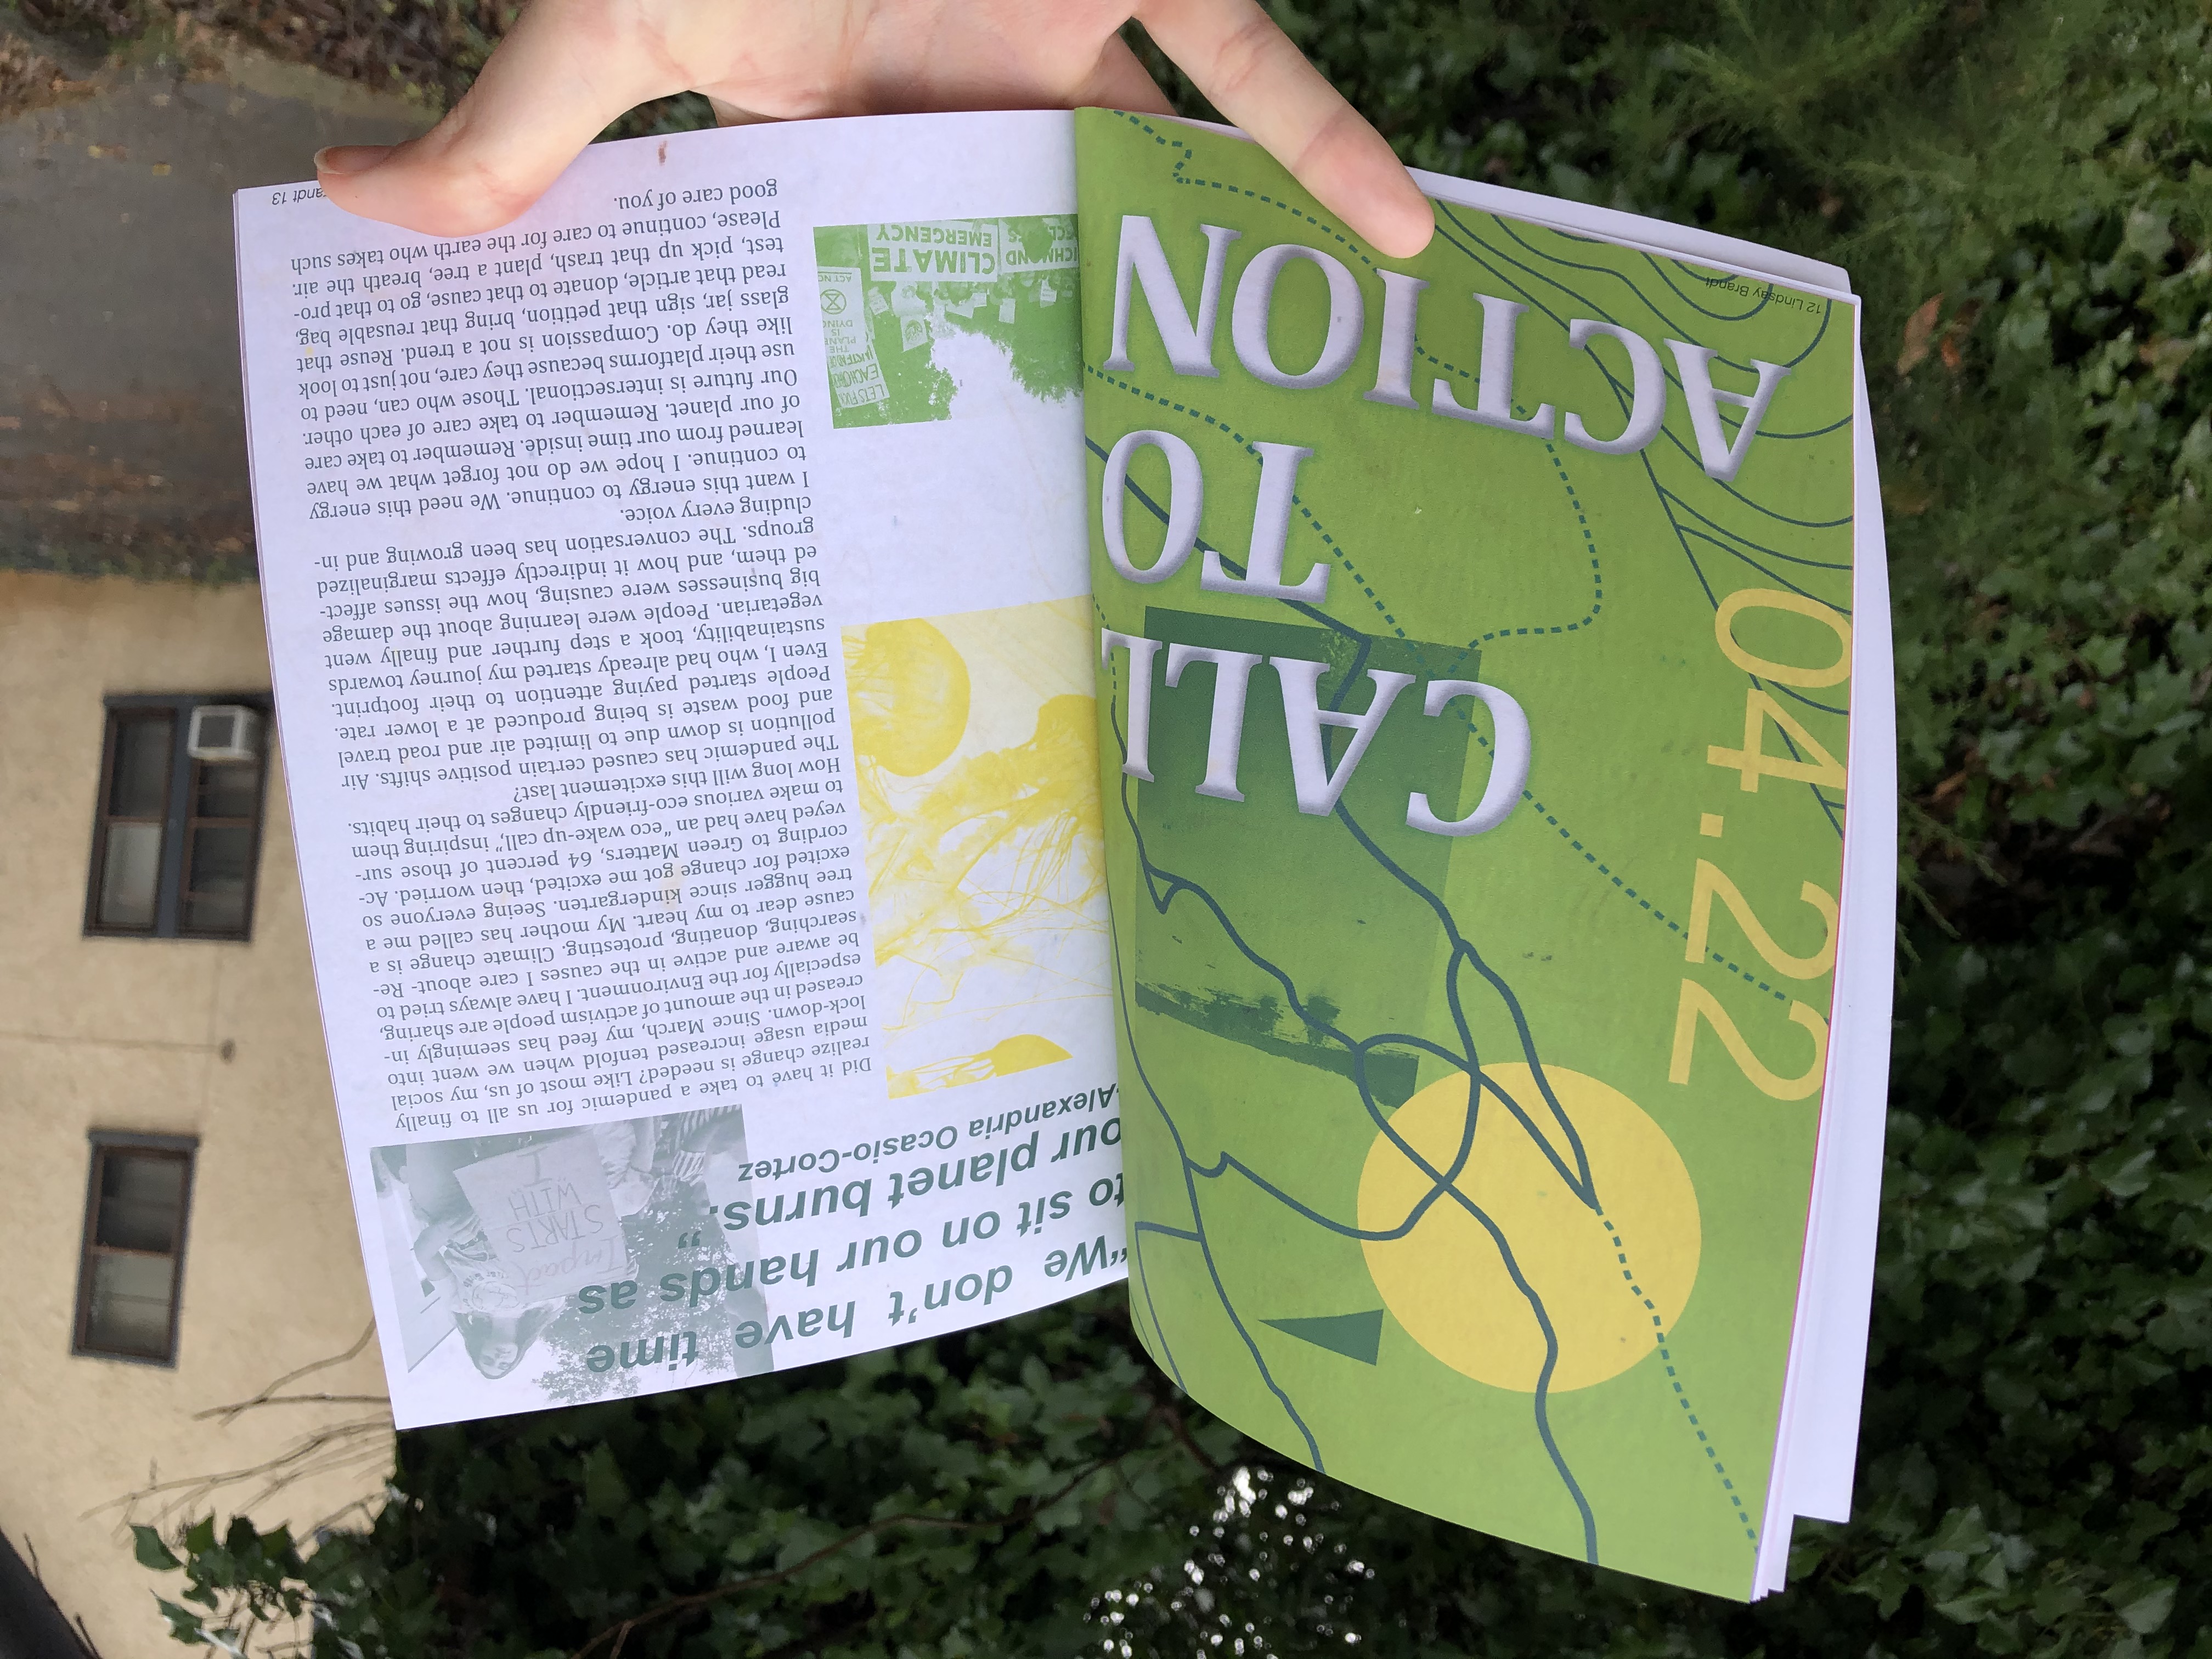 04.22
CALL
TO
ACTION
12 Lindsay Brandt
“We don’t have time
to sit on our hands as
our planet burns.”
-Alexandria Ocasio-Cortez
Impact
STARTS
WITH
I
Did it have to take a pandemic for us all to finally
realize change is needed? Like most of us, my social
media usage increased tenfold when we went into
lock-down. Since March, my feed has seemingly in-
creased in the amount of activism people are sharing,
especially for the Environment. I have always tried to
be aware and active in the causes I care about- Re-
searching, donating, protesting. Climate change is a
cause dear to my heart. My mother has called me a
tree hugger since kindergarten. Seeing everyone so
excited for change got me excited, then worried. Ac-
cording to Green Matters, 64 percent of those sur-
veyed have had an “eco wake-up call,” inspiring them
to make various eco-friendly changes to their habits.
How long will this excitement last?
The pandemic has caused certain positive shifts. Air
pollution is down due to limited air and road travel
and food waste is being produced at a lower rate.
People started paying attention to their footprint.
Even I, who had already started my journey towards
sustainability, took a step further and finally went
vegetarian. People were learning about the damage
big businesses were causing, how the issues affect-
ed them, and how it indirectly effects marginalized
groups. The conversation has been growing and in-
cluding every voice.
I want this energy to continue. We need this energy
to continue. I hope we do not forget what we have
learned from our time inside. Remember to take care
of our planet. Remember to take care of each other.
Our future is intersectional. Those who can, need to
use their platforms because they care, not just to look
like they do. Compassion is not a trend. Reuse that
glass jar, sign that petition, bring that reusable bag,
read that article, donate to that cause, go to that pro-
test, pick up that trash, plant a tree, breath the air.
Please, continue to care for the earth who takes such
good care of you.
LETS FUCK
EACH OTHER
INSTEAD OF
THE
PLANE
IS
DYING
ACT NO
ICHMOND
CLIMATE
EMERGENCY
andt 13